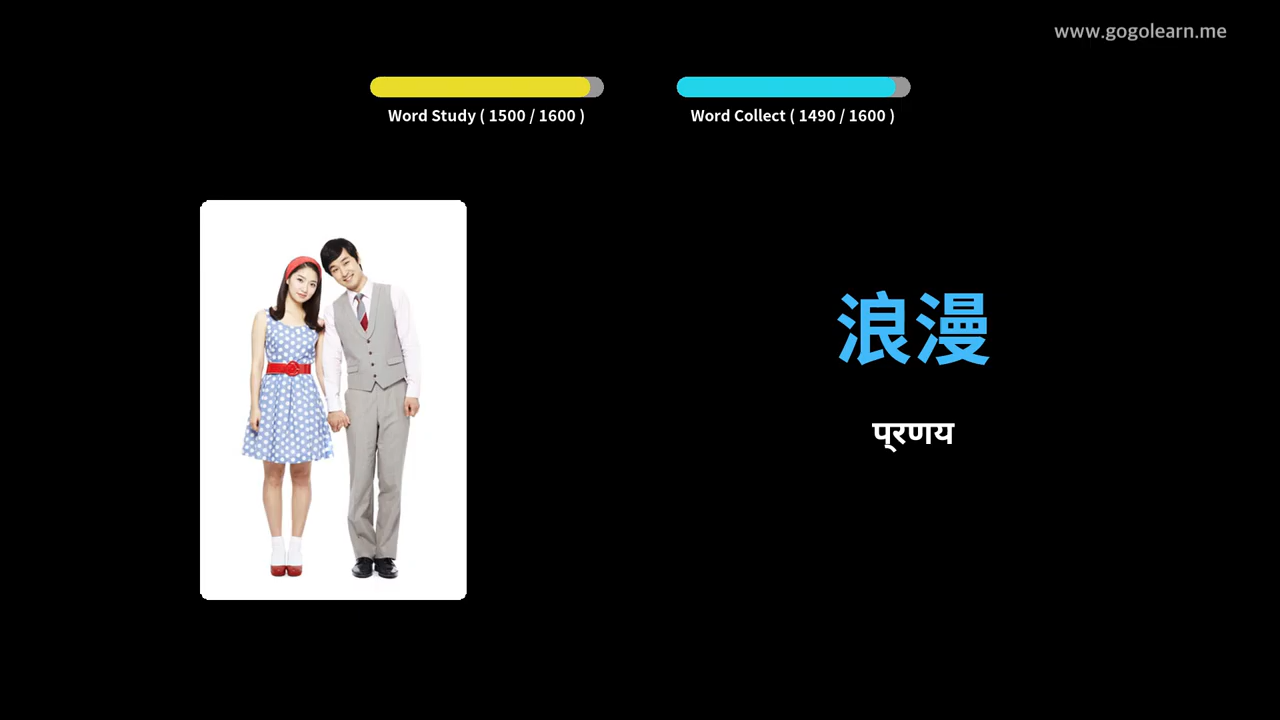 www.gogolearn.me
Word Study ( 1500 / 1600 )
Word Collect ( 1490 / 1600 )
浪漫
प्रणय